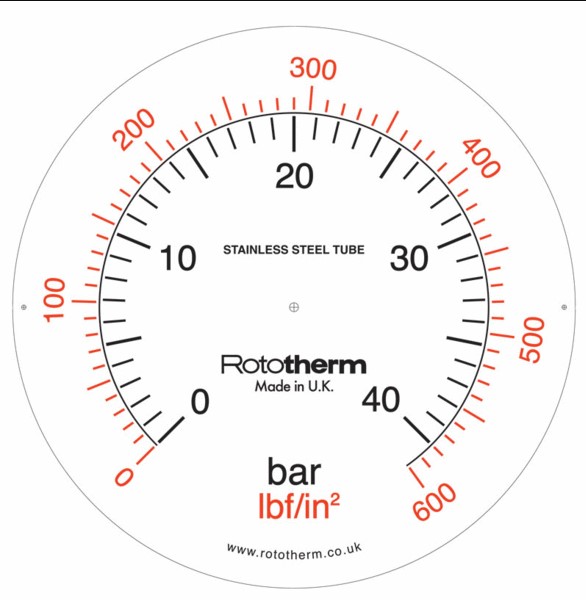 300
200
400
20
STAINLESS STEEL TUBE
10
30
100
500
Rototherm
Made in U.K.
0
40
bar
0
lbf/in²
600
www.rototherm.co.uk